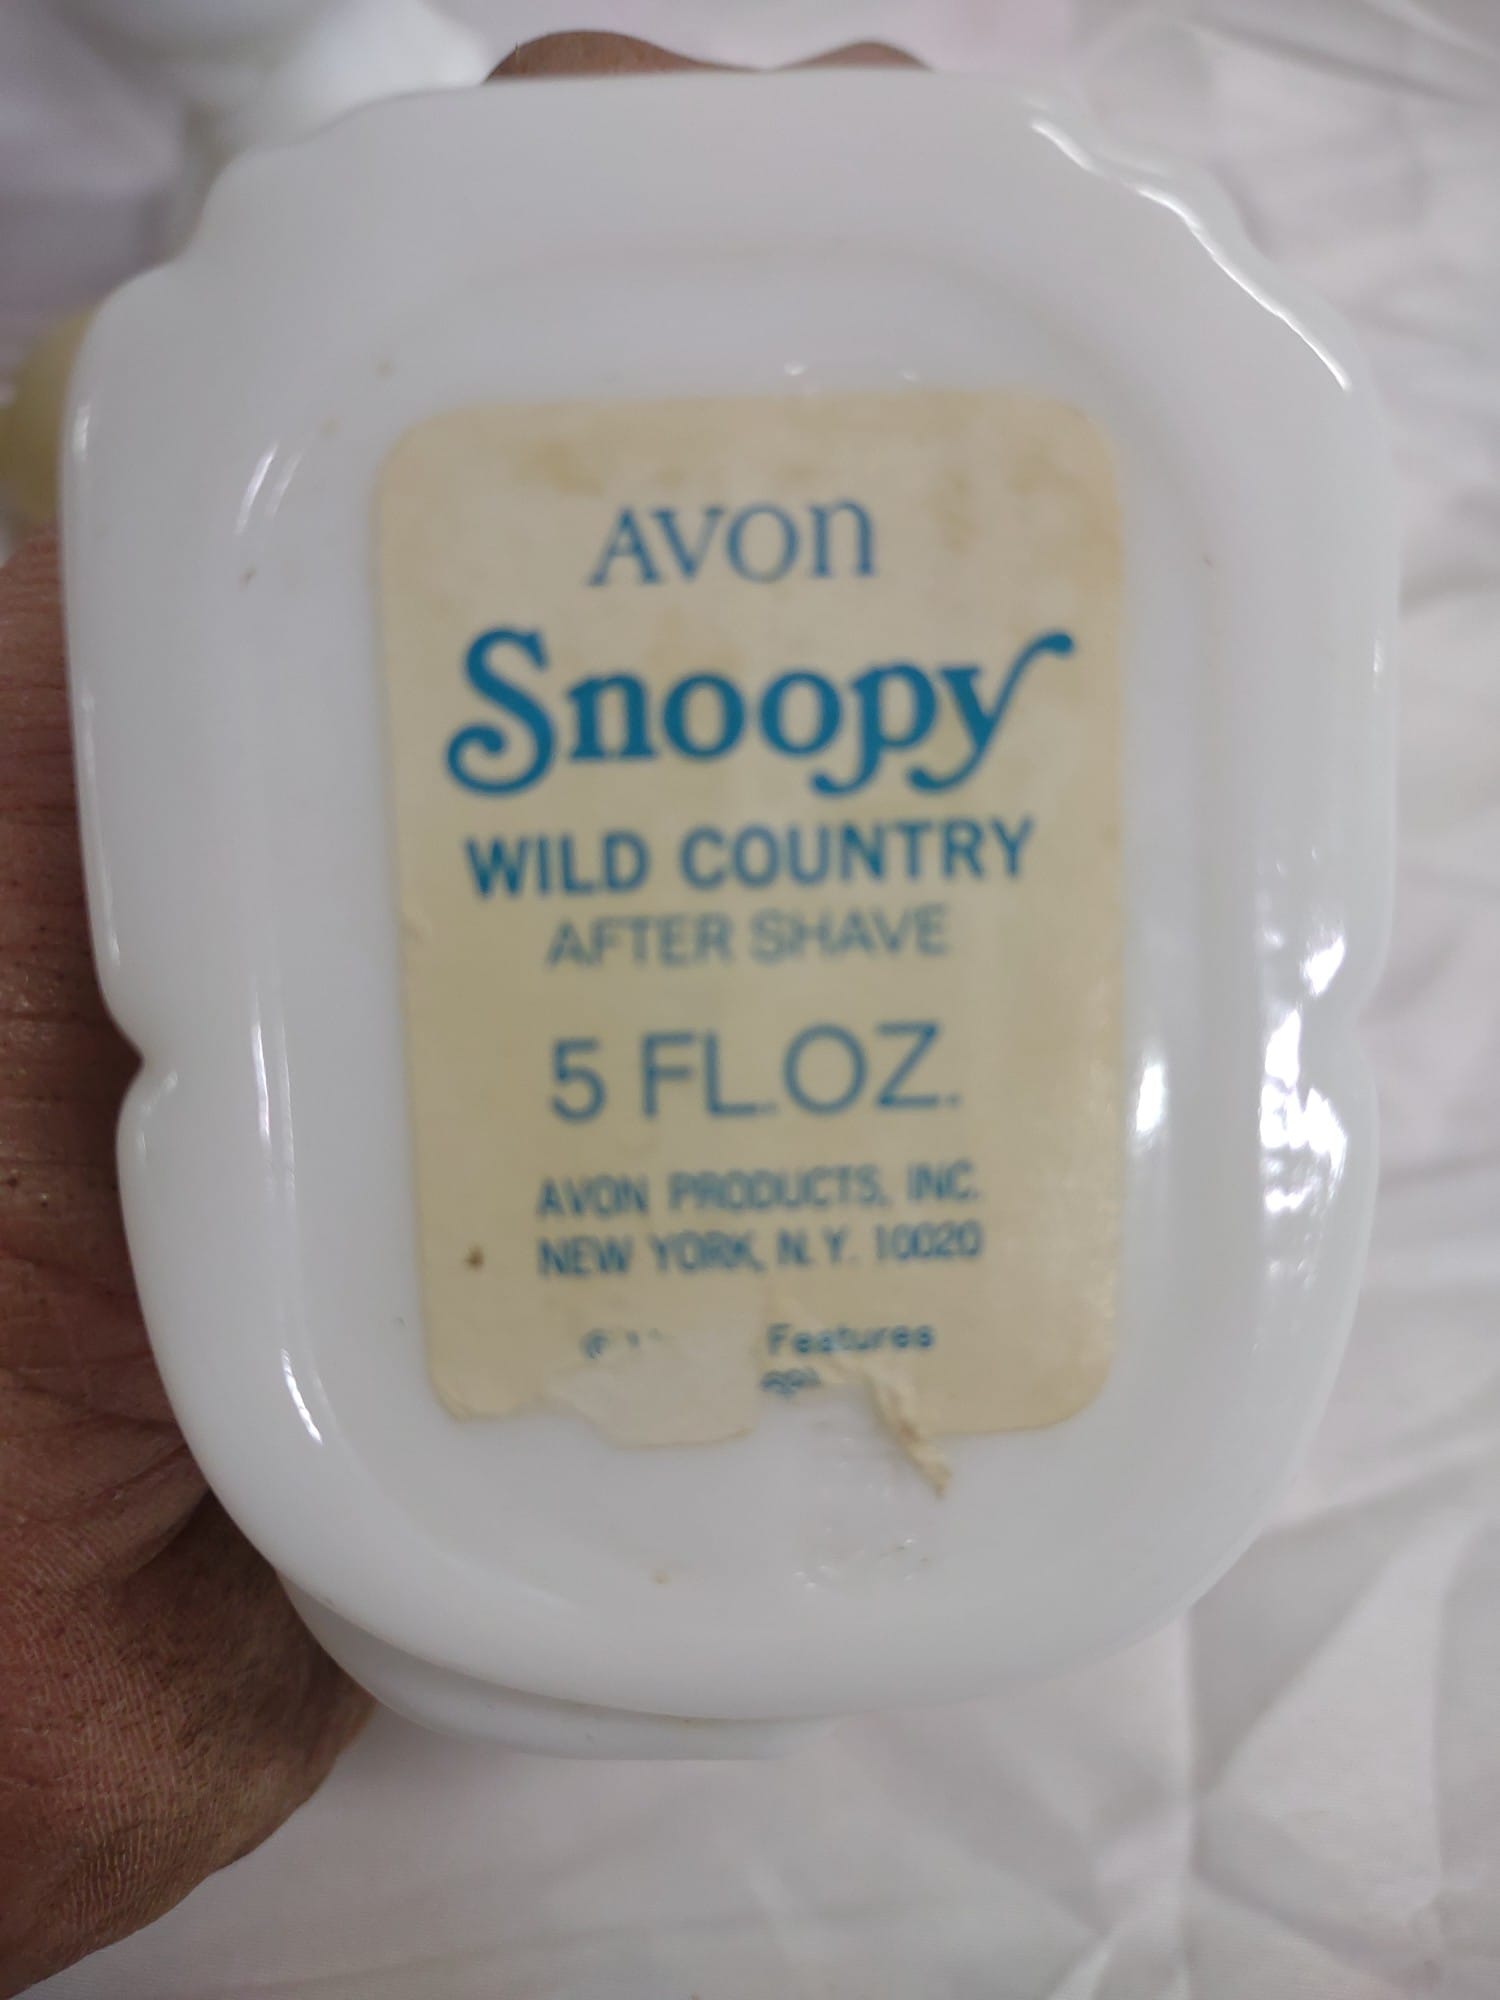 AVON
Snoopy
WILD COUNTRY
AFTER SHAVE
5 FL.OZ.
AVON PRODUCTS, INC.
NEW YORK, N.Y. 10020
Features